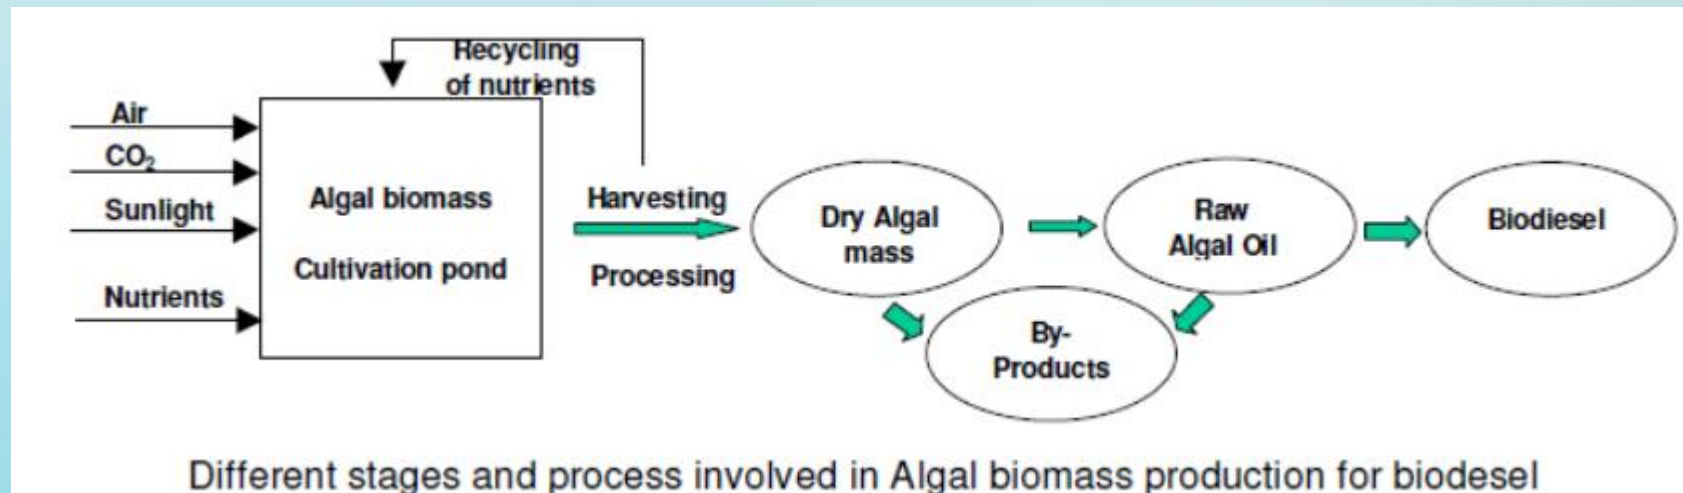 Recycling
of nutrients
Air
CO₂
Sunlight
Nutrients
Algal biomass
Cultivation pond
Harvesting
Processing
Dry Algal
mass
Raw
Algal Oil
Biodiesel
By-
Products
Different stages and process involved in Algal biomass production for biodesel